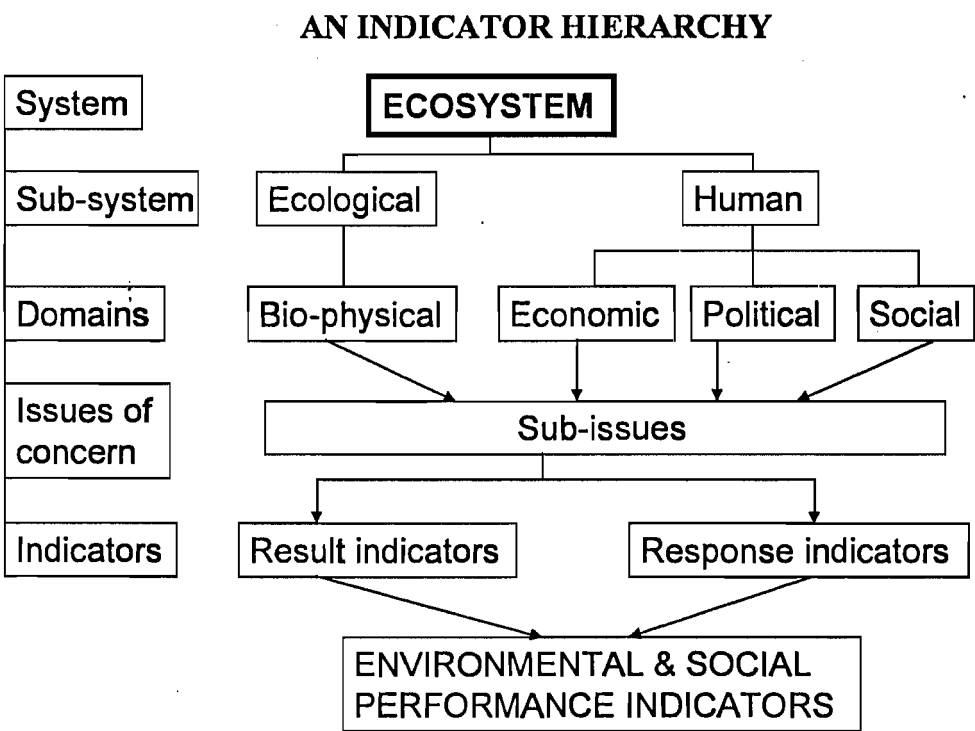 AN INDICATOR HIERARCHY
System
ECOSYSTEM
Sub-system
Ecological
Human
Domains
Bio-physical
Economic
Political
Social
Issues of
concern
Sub-issues
Indicators
Result indicators
Response indicators
ENVIRONMENTAL & SOCIAL
PERFORMANCE INDICATORS